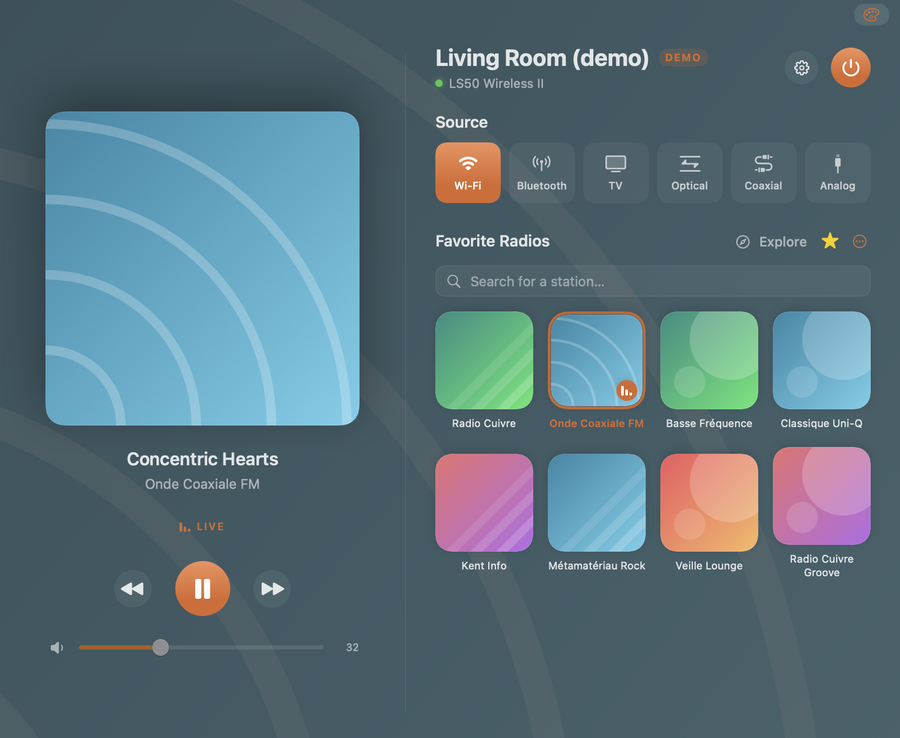 Living Room (demo) DEMO
LS50 Wireless II
Source
Wi-Fi
Bluetooth
TV
Optical
Coaxial
Analog
Favorite Radios
Explore
Search for a station...
Radio Cuivre
Onde Coaxiale FM
Basse Fréquence
Classique Uni-Q
Kent Info
Métamatériau Rock
Veille Lounge
Radio Cuivre
Groove
Concentric Hearts
Onde Coaxiale FM
LIVE
32